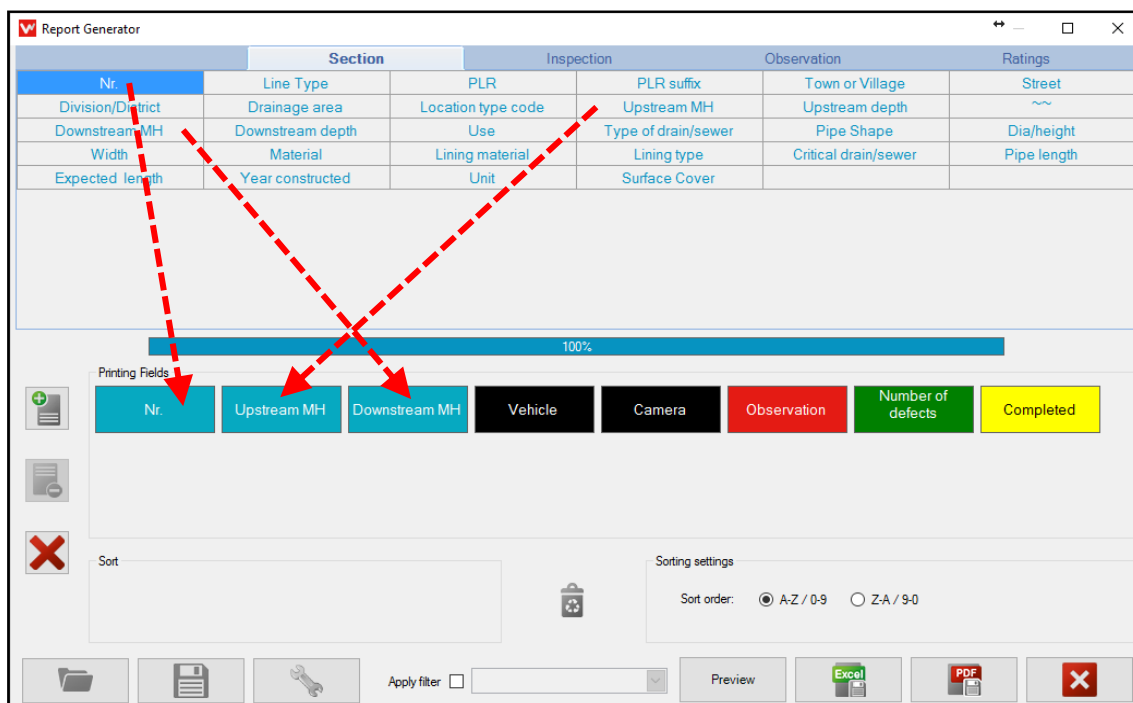 Report Generator
Section Inspection Observation Ratings
Nr. Line Type PLR PLR suffix Town or Village Street
Division/District Drainage area Location type code Upstream MH Upstream depth ~~
Downstream MH Downstream depth Use Type of drain/sewer Pipe Shape Dia/height
Width Material Lining material Lining type Critical drain/sewer Pipe length
Expected length Year constructed Unit Surface Cover
100%
Printing Fields
Nr. Upstream MH Downstream MH Vehicle Camera Observation Number of defects Completed
Sort
Sorting settings
Sort order: A-Z / 0-9 Z-A / 9-0
Apply filter Preview Excel PDF